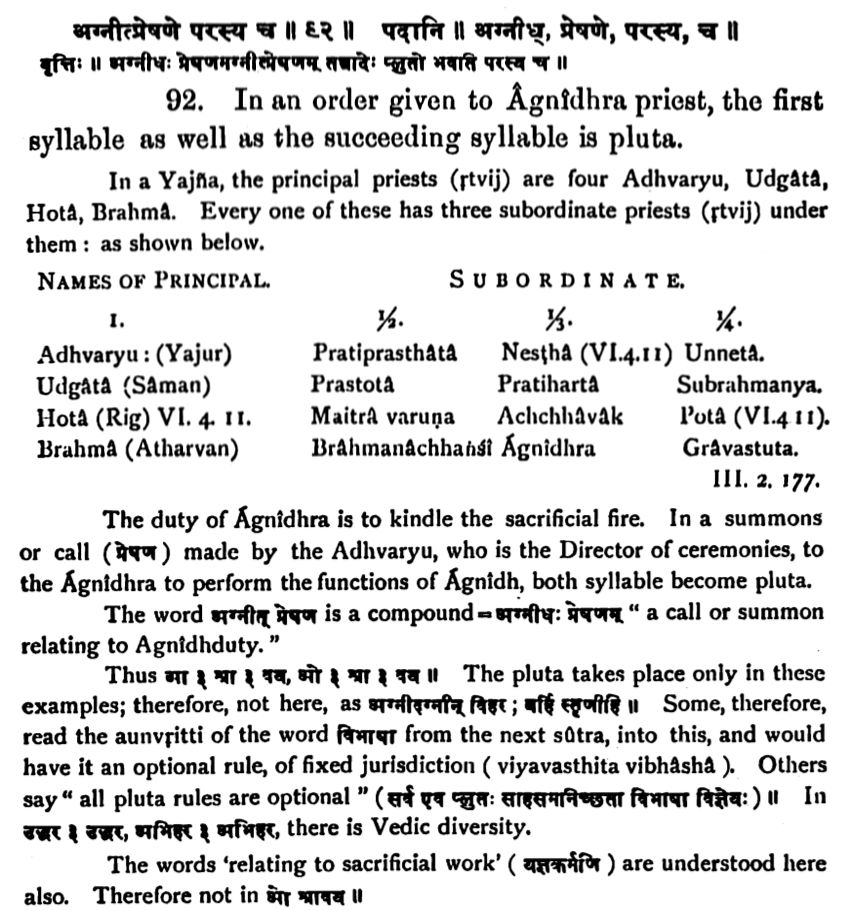 अग्नीत्प्रेषणे परस्य च ॥ ९२ ॥ पदानि ॥ अग्नीध्, प्रेषणे, परस्य, च ॥
वृत्तिः ॥ अग्नीधः प्रेषणमग्नीत्प्रेषणम् तत्रादेः प्लुतो भवति परस्य च ॥
92. In an order given to Âgnîdhra priest, the first
syllable as well as the succeeding syllable is pluta.
In a Yajña, the principal priests (ṛtvij) are four Adhvaryu, Udgâtâ,
Hotâ, Brahmâ. Every one of these has three subordinate priests (ṛtvij) under
them : as shown below.
NAMES OF PRINCIPAL. SUBORDINATE.
1. ½. ⅓. ¼.
Adhvaryu : (Yajur) Pratiprasthâtâ Nesṭhâ (VI.4.11) Unnetâ.
Udgâtâ (Sâman) Prastotâ Pratihartâ Subrahmanya.
Hotâ (Rig) VI. 4. 11. Maitrâ varuṇa Achchhâvâk Potâ (VI.4 11).
Brahmâ (Atharvan) Brâhmanâchhaṅsî Ágnîdhra Grâvastuta.
III. 2. 177.
The duty of Ágnîdhra is to kindle the sacrificial fire. In a summons
or call ( प्रेषण ) made by the Adhvaryu, who is the Director of ceremonies, to
the Ágnîdhra to perform the functions of Ágnîdh, both syllable become pluta.
The word अग्नीत् प्रेषण is a compound = अग्नीधः प्रेषणम् “ a call or summon
relating to Agnîdhduty. ”
Thus आ ३ श्रा ३ वय, ओ ३ श्रा ३ वय ॥ The pluta takes place only in these
examples; therefore, not here, as अग्नीदग्नीन् विहर ; बर्हि स्तृणीहि ॥ Some, therefore,
read the aunvṛitti of the word विभाषा from the next sûtra, into this, and would
have it an optional rule, of fixed jurisdiction ( viyavasthita vibhâshâ ). Others
say “ all pluta rules are optional ” ( सर्व एव प्लुतः साहसमनिच्छता विभाषा विज्ञेयः ) ॥ In
उद्धर ३ उद्धर, अभिहर ३ अभिहर, there is Vedic diversity.
The words ‘relating to sacrificial work’ ( यज्ञकर्मणि ) are understood here
also. Therefore not in ओ श्रावय ॥